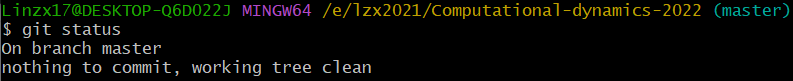 Linzx17@DESKTOP-Q6D022J MINGW64 /e/lzx2021/Computational-dynamics-2022 (master)
$ git status
On branch master
nothing to commit, working tree clean